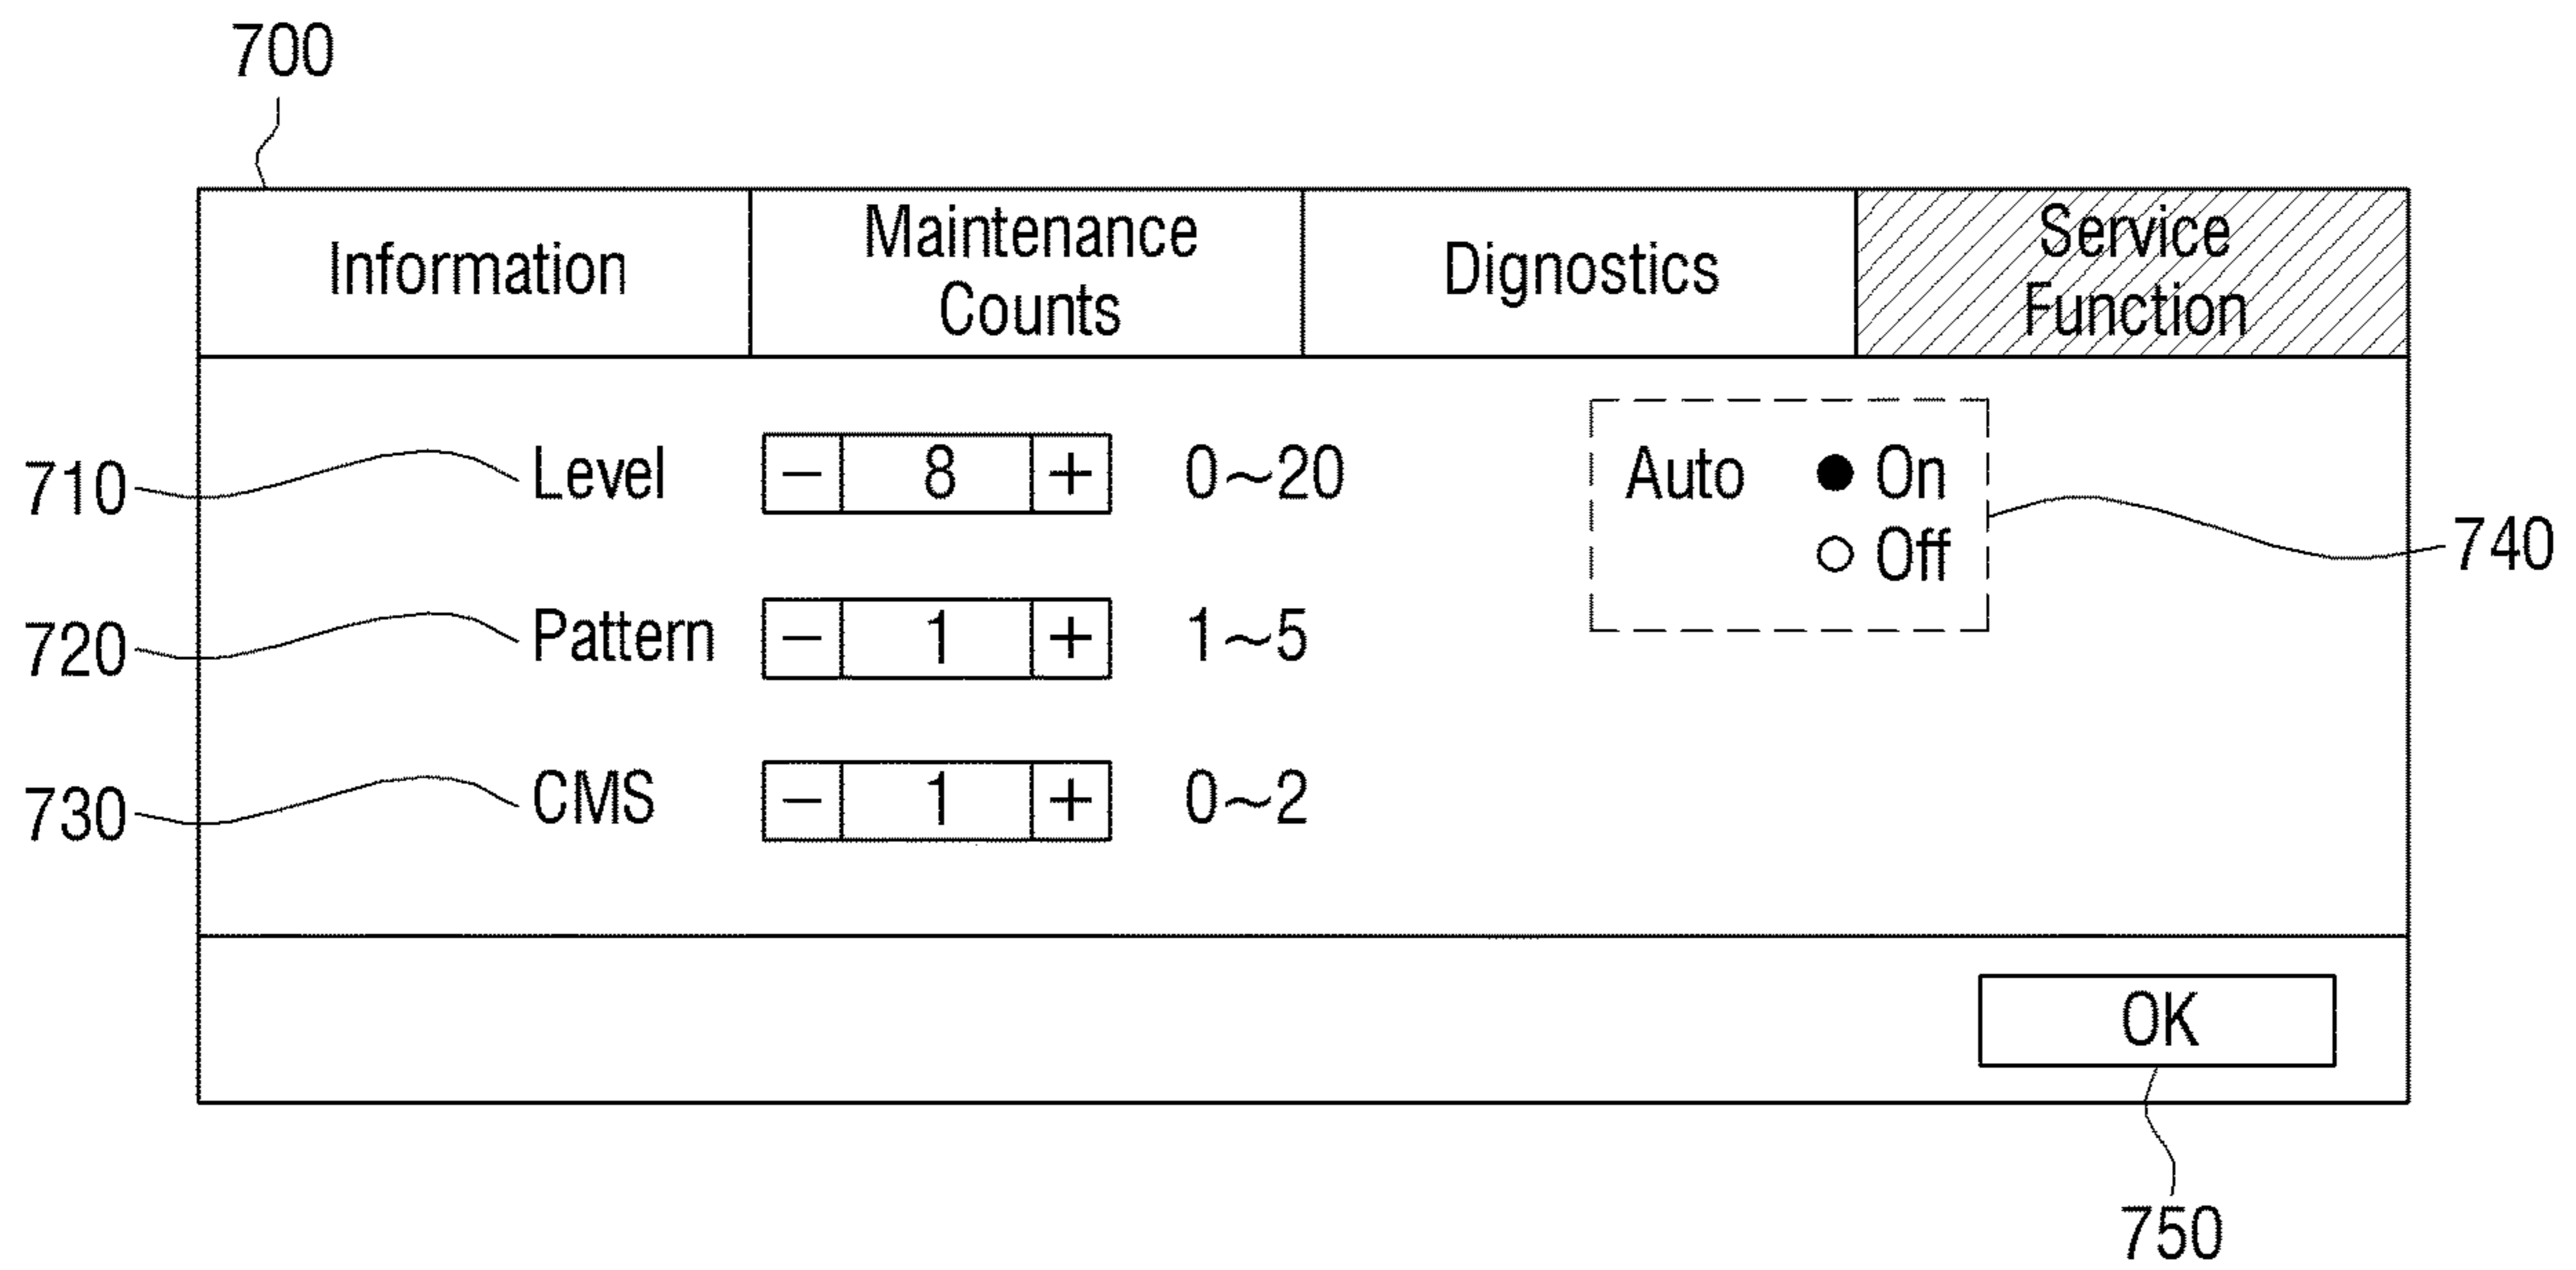 700
Information
Maintenance
Counts
Dignostics
Service
Function
710 Level − 8 + 0~20 Auto ● On
○ Off
740
720 Pattern − 1 + 1~5
730 CMS − 1 + 0~2
OK
750